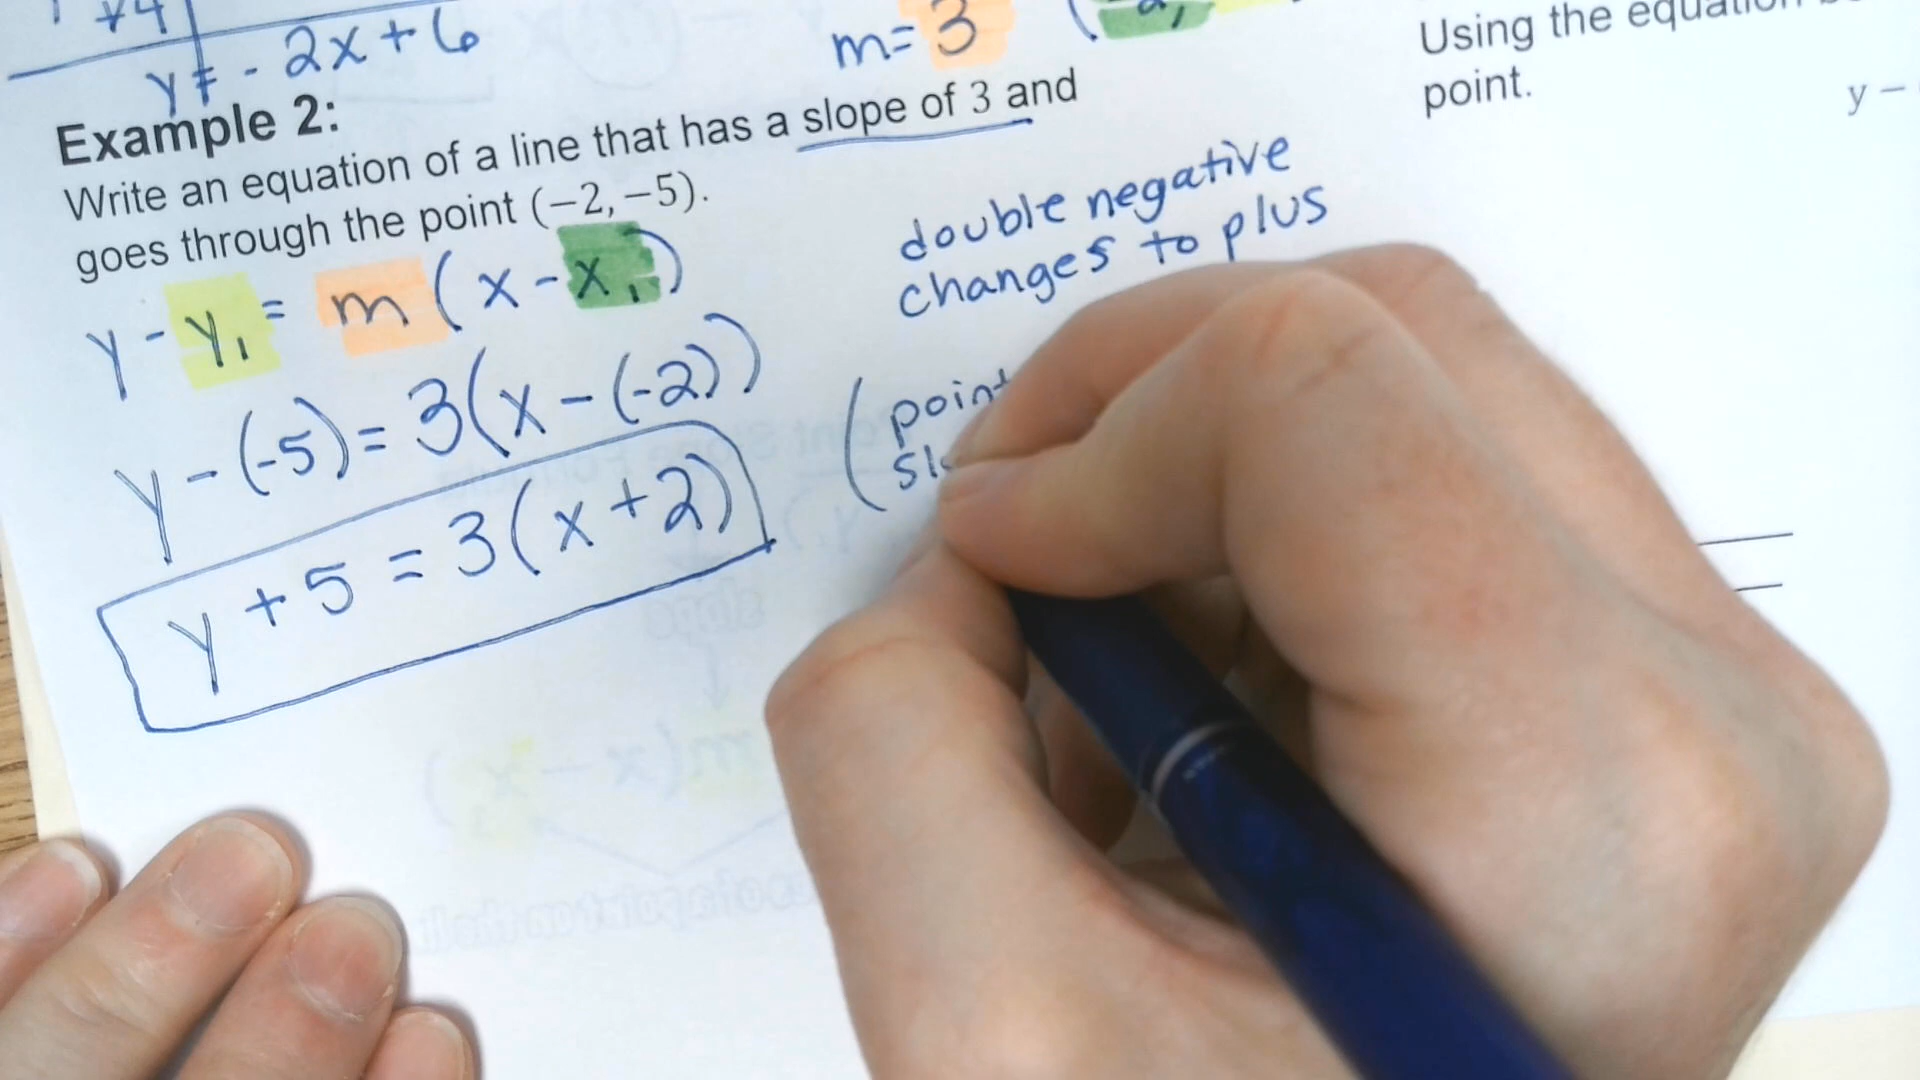 +4
y = - 2x + 6
m = 3
Example 2:
Write an equation of a line that has a slope of 3 and
goes through the point (−2, −5).
y - y₁ = m ( x - x₁ )
y - (-5) = 3(x - (-2))
y + 5 = 3(x + 2)
double negative
changes to plus
( point
Using the equation
point.
y −